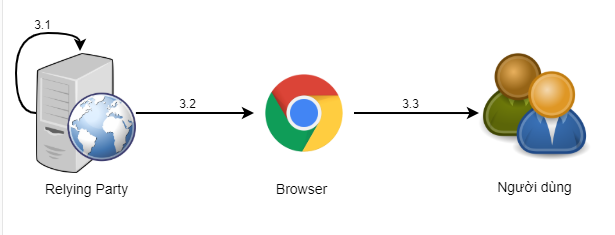 3.1
3.2
3.3
Relying Party
Browser
Người dùng